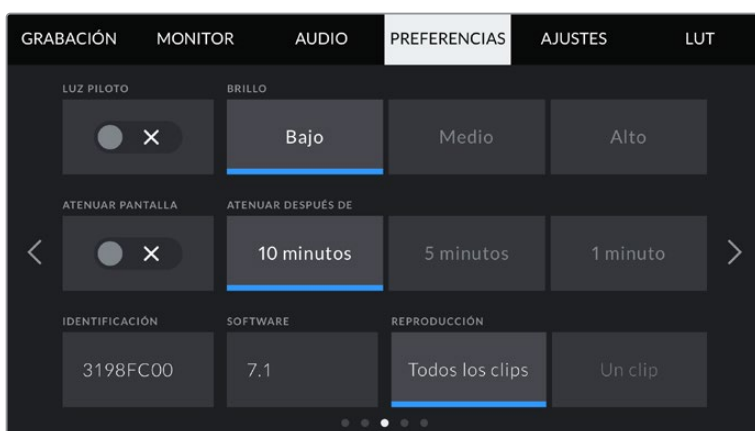 GRABACIÓN MONITOR AUDIO PREFERENCIAS AJUSTES LUT
LUZ PILOTO BRILLO
Bajo Medio Alto
ATENUAR PANTALLA ATENUAR DESPUÉS DE
10 minutos 5 minutos 1 minuto
IDENTIFICACIÓN SOFTWARE REPRODUCCIÓN
3198FC00 7.1 Todos los clips Un clip